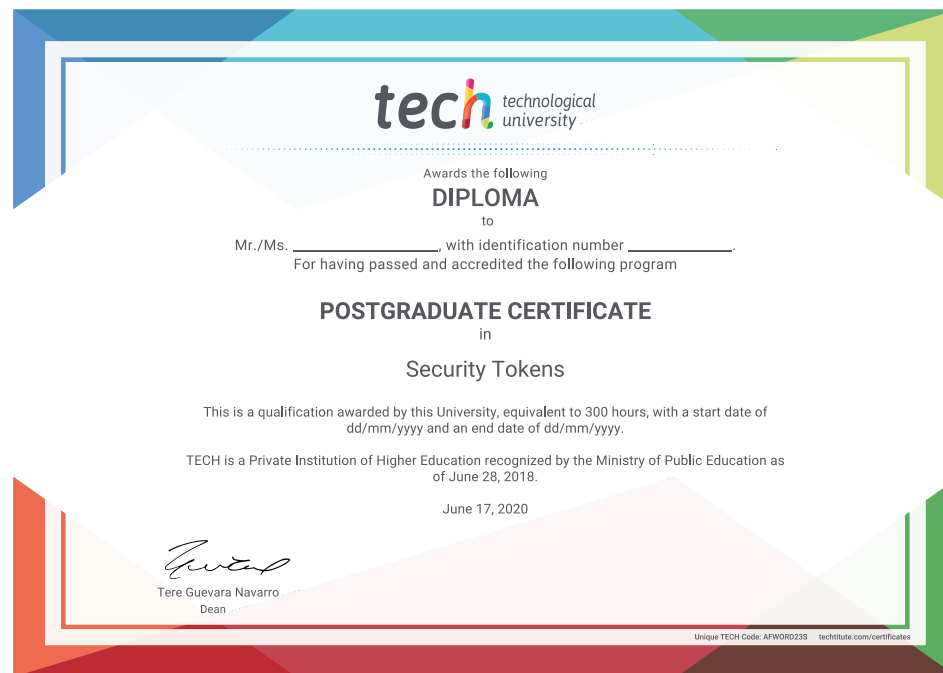 tech technological
university
Awards the following
DIPLOMA
to
Mr./Ms. ________________, with identification number ____________.
For having passed and accredited the following program
POSTGRADUATE CERTIFICATE
in
Security Tokens
This is a qualification awarded by this University, equivalent to 300 hours, with a start date of
dd/mm/yyyy and an end date of dd/mm/yyyy.
TECH is a Private Institution of Higher Education recognized by the Ministry of Public Education as
of June 28, 2018.
June 17, 2020
Tere Guevara Navarro
Dean
Unique TECH Code: AFWORD23S techtitute.com/certificates